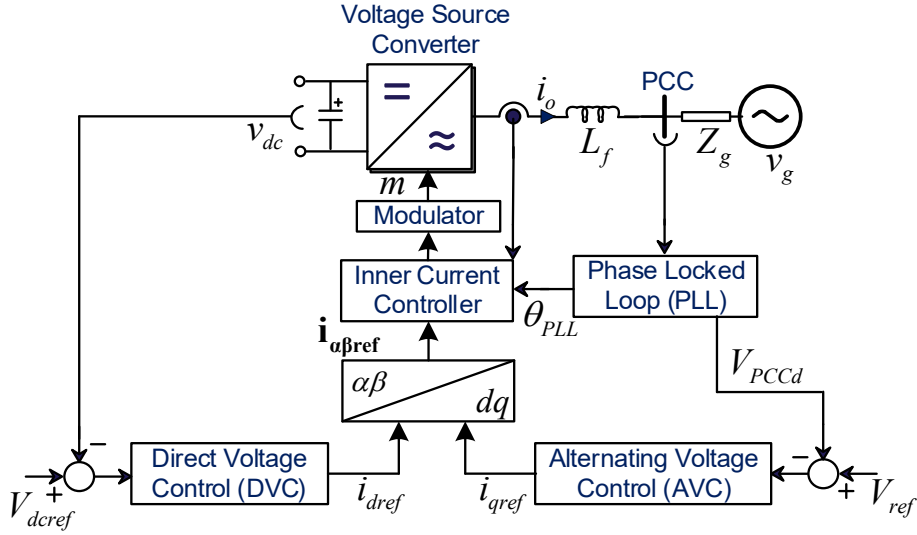 Voltage Source
Converter
PCC
i_o
v_dc
L_f
Z_g
v_g
m
Modulator
Inner Current
Controller
Phase Locked
Loop (PLL)
θ_PLL
i_αβref
V_PCCd
αβ
dq
Direct Voltage
Control (DVC)
Alternating Voltage
Control (AVC)
i_dref
i_qref
V_dcref
V_ref